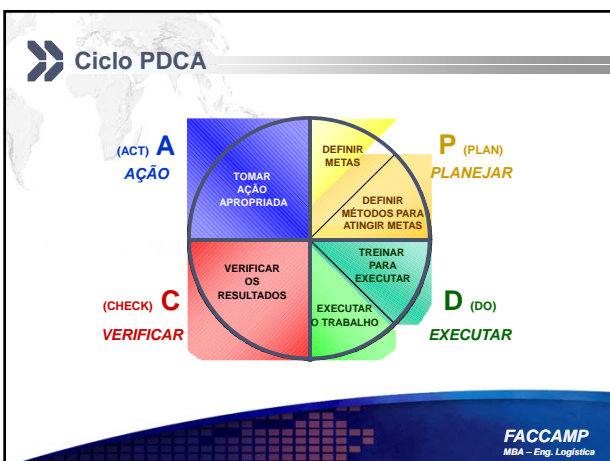 Ciclo PDCA
(ACT) A
AÇÃO
P (PLAN)
PLANEJAR
DEFINIR
METAS
TOMAR
AÇÃO
APROPRIADA
DEFINIR
MÉTODOS PARA
ATINGIR METAS
TREINAR
PARA
EXECUTAR
VERIFICAR
OS
RESULTADOS
EXECUTAR
O TRABALHO
(CHECK) C
VERIFICAR
D (DO)
EXECUTAR
FACCAMP
MBA – Eng. Logística